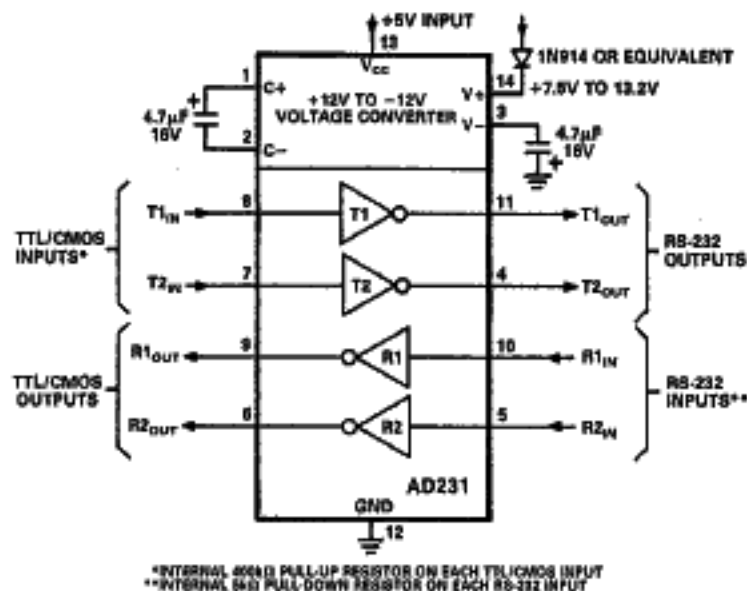 +5V INPUT
13
VCC
1N914 OR EQUIVALENT
1
C+
14
V+
+7.5V TO 13.2V
+12V TO −12V
VOLTAGE CONVERTER
+
4.7µF
16V
2
C−
3
V−
4.7µF
16V
+
TTL/CMOS
INPUTS*
T1IN
8
T1
11
T1OUT
RS-232
OUTPUTS
T2IN
7
T2
4
T2OUT
TTL/CMOS
OUTPUTS
R1OUT
9
R1
10
R1IN
RS-232
INPUTS**
R2OUT
6
R2
5
R2IN
AD231
GND
12
*INTERNAL 400kΩ PULL-UP RESISTOR ON EACH TTL/CMOS INPUT
**INTERNAL 5kΩ PULL-DOWN RESISTOR ON EACH RS-232 INPUT